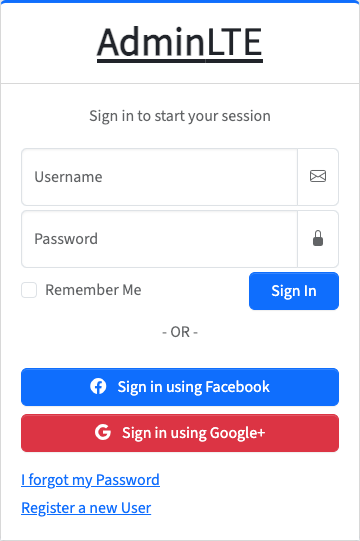 AdminLTE
Sign in to start your session
Username
Password
Remember Me
Sign In
- OR -
Sign in using Facebook
Sign in using Google+
I forgot my Password
Register a new User